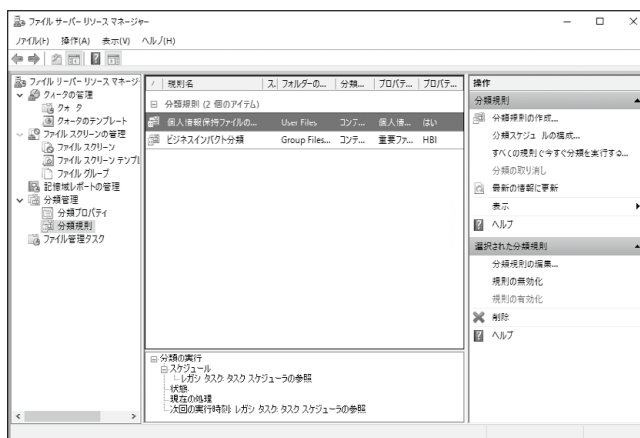 ファイル サーバー リソース マネージャー
ファイル(F) 操作(A) 表示(V) ヘルプ(H)
ファイル サーバー リソース マネージ
クォータの管理
クォータ
クォータのテンプレート
ファイル スクリーンの管理
ファイル スクリーン
ファイル スクリーン テンプ
ファイル グループ
記憶域レポートの管理
分類管理
分類プロパティ
分類規則
ファイル管理タスク
規則名 ス. フォルダーの... 分類... プロパテ... プロパテ...
分類規則 (2 個のアイテム)
個人情報保持ファイルの... User Files コンテ... 個人情... はい
ビジネスインパクト分類 Group Files... コンテ... 重要ファ... HBI
分類の実行
スケジュール
レガシ タスク: タスク スケジューラの参照
状態:
現在の処理
次回の実行時刻: レガシ タスク: タスク スケジューラの参照
操作
分類規則
分類規則の作成...
分類スケジュールの構成...
すべての規則で今すぐ分類を実行する...
分類の取り消し
最新の情報に更新
表示
ヘルプ
選択された分類規則
分類規則の編集...
規則の無効化
規則の有効化
削除
ヘルプ